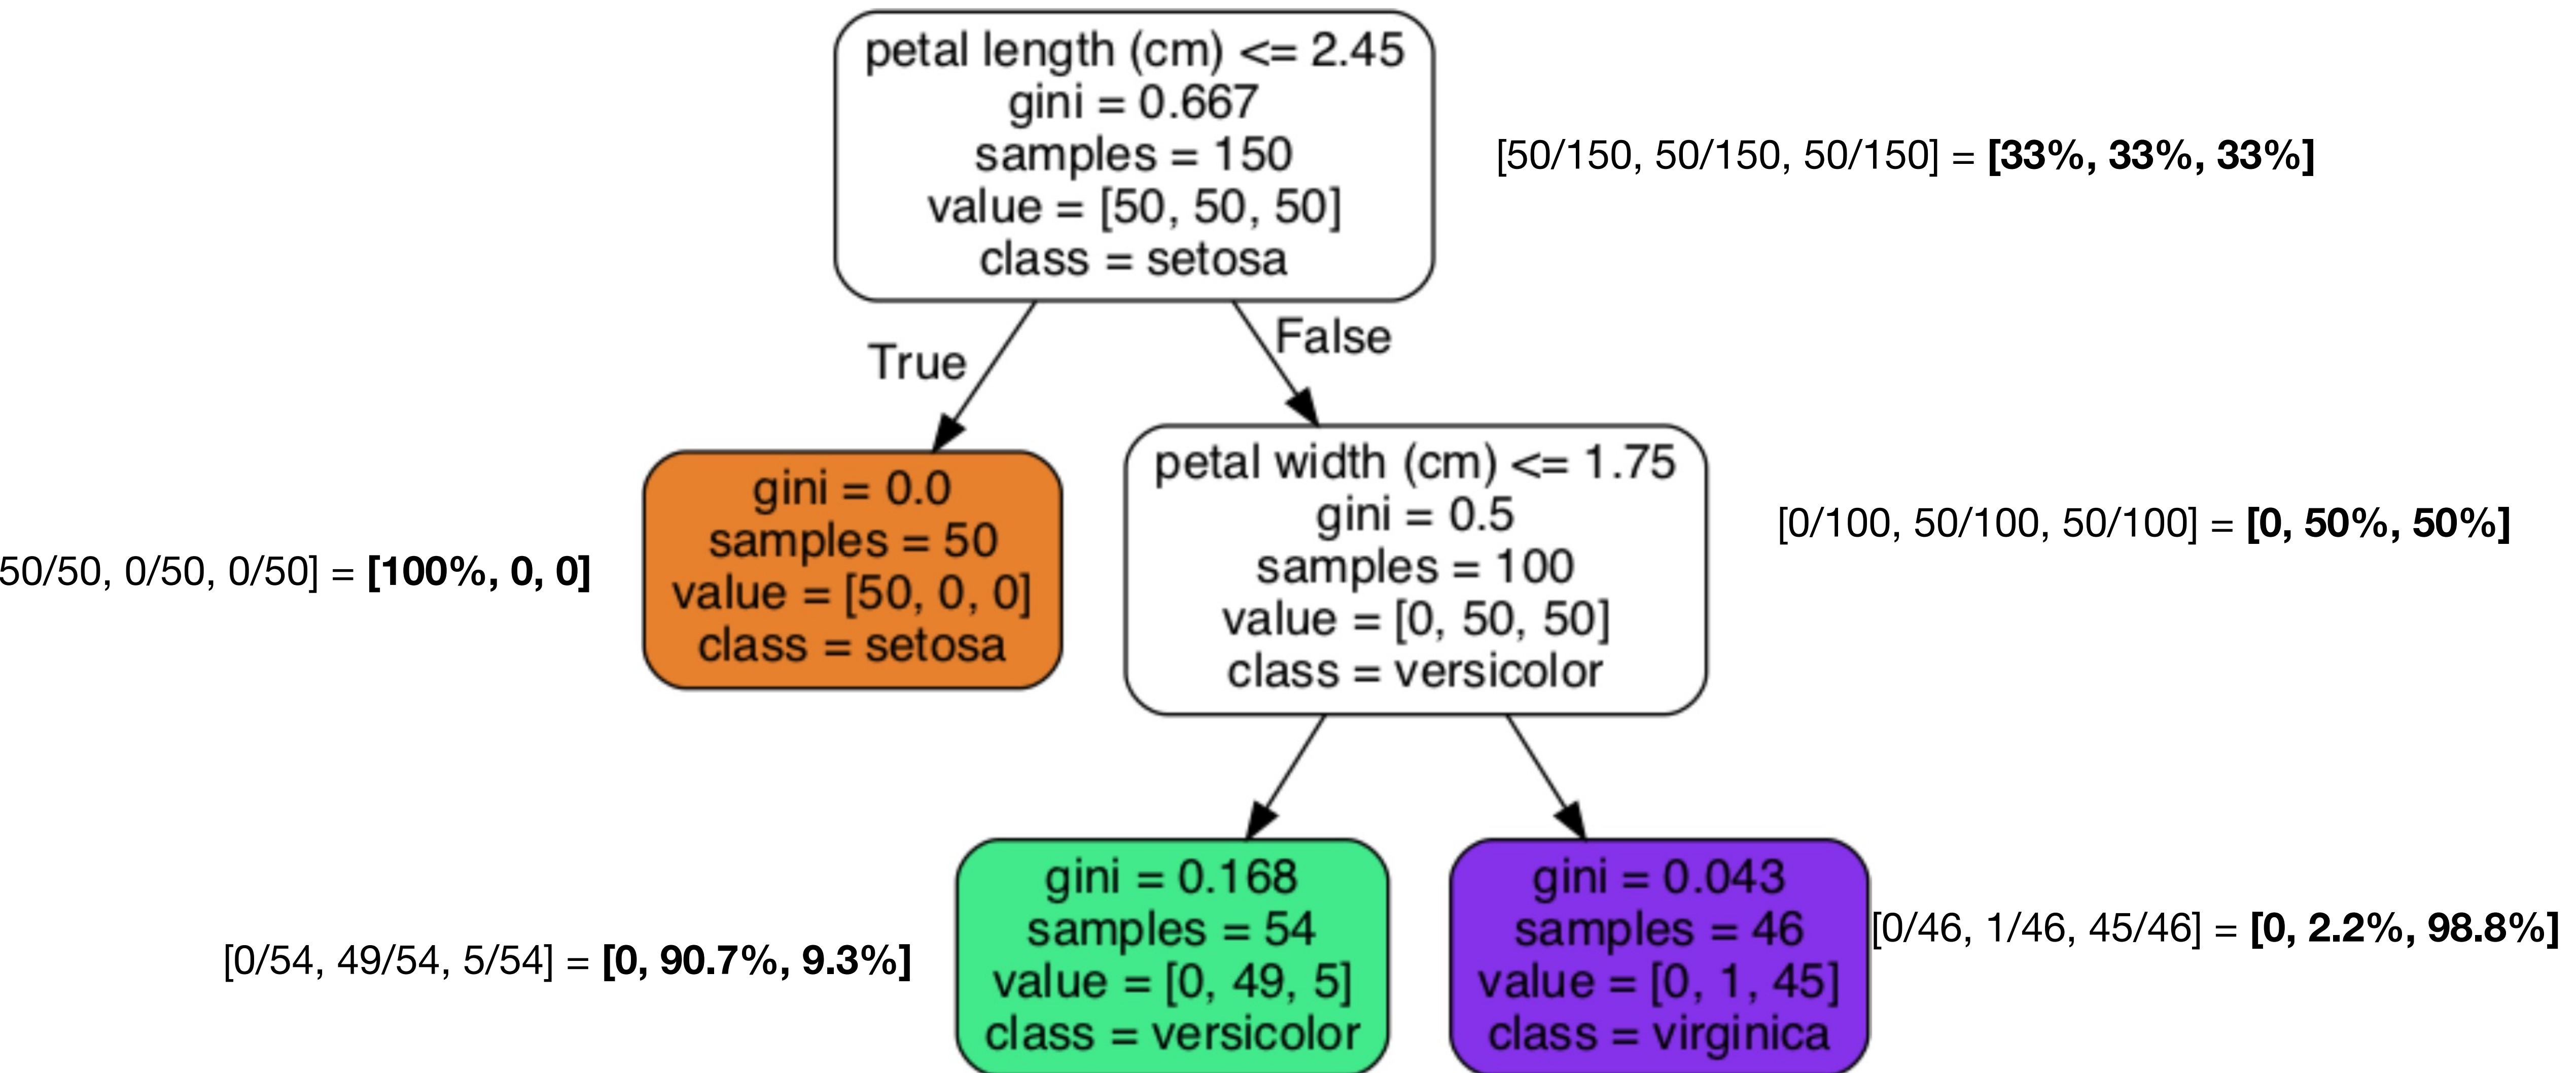 petal length (cm) <= 2.45
gini = 0.667
samples = 150
value = [50, 50, 50]
class = setosa
[50/150, 50/150, 50/150] = [33%, 33%, 33%]
True
False
50/50, 0/50, 0/50] = [100%, 0, 0]
gini = 0.0
samples = 50
value = [50, 0, 0]
class = setosa
petal width (cm) <= 1.75
gini = 0.5
samples = 100
value = [0, 50, 50]
class = versicolor
[0/100, 50/100, 50/100] = [0, 50%, 50%]
[0/54, 49/54, 5/54] = [0, 90.7%, 9.3%]
gini = 0.168
samples = 54
value = [0, 49, 5]
class = versicolor
gini = 0.043
samples = 46
value = [0, 1, 45]
class = virginica
[0/46, 1/46, 45/46] = [0, 2.2%, 98.8%]